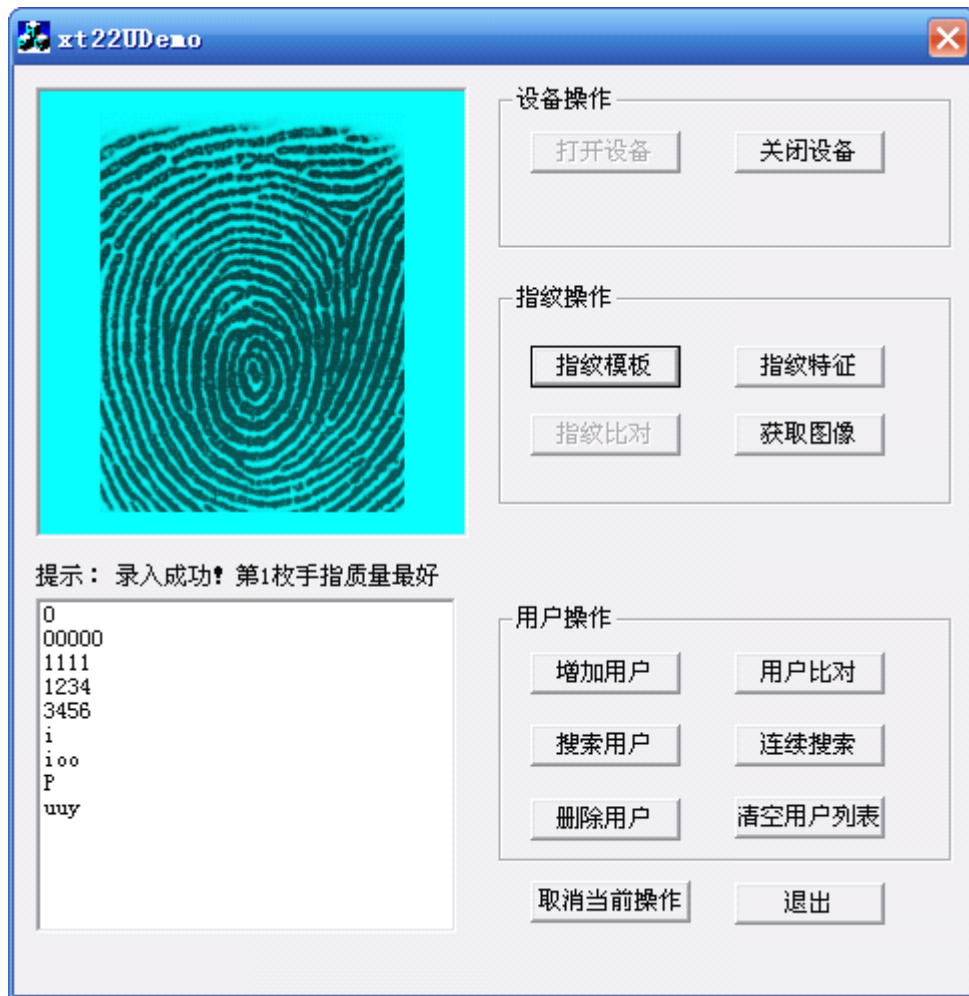 xt22UDemo
设备操作
打开设备 关闭设备
指纹操作
指纹模板 指纹特征
指纹比对 获取图像
提示： 录入成功！ 第1枚手指质量最好
0
00000
1111
1234
3456
i
ioo
P
uuy
用户操作
增加用户 用户比对
搜索用户 连续搜索
删除用户 清空用户列表
取消当前操作 退出